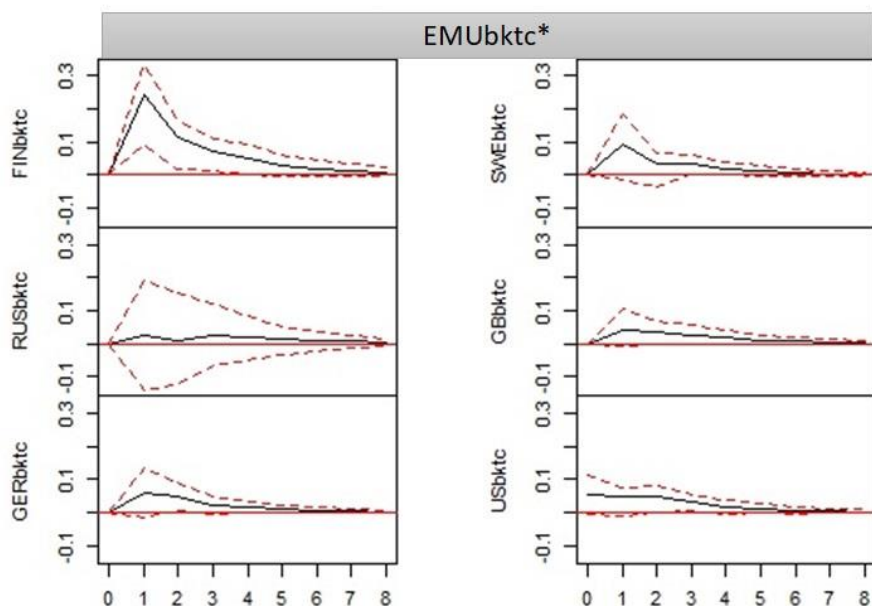 EMUbktc*
FINbktc
-0.1 0.1 0.3
RUSbktc
-0.1 0.1 0.3
GERbktc
-0.1 0.1 0.3
0 1 2 3 4 5 6 7 8
SWEbktc
-0.1 0.1 0.3
GBbktc
-0.1 0.1 0.3
USbktc
-0.1 0.1 0.3
0 1 2 3 4 5 6 7 8